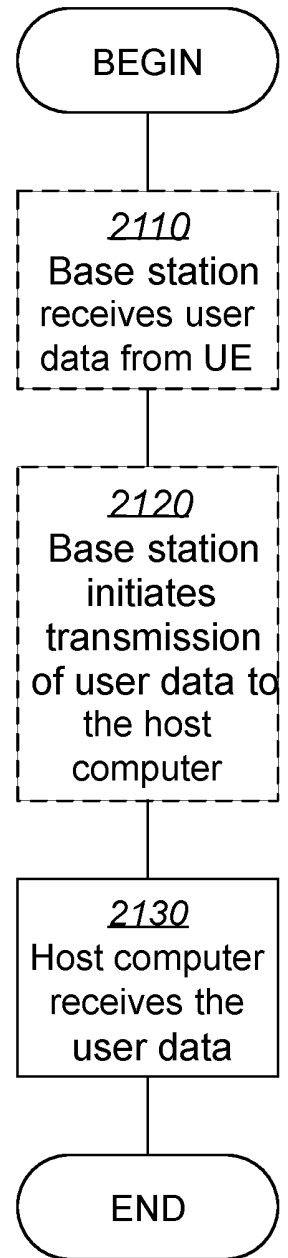 BEGIN
2110
Base station
receives user
data from UE
2120
Base station
initiates
transmission
of user data to
the host
computer
2130
Host computer
receives the
user data
END